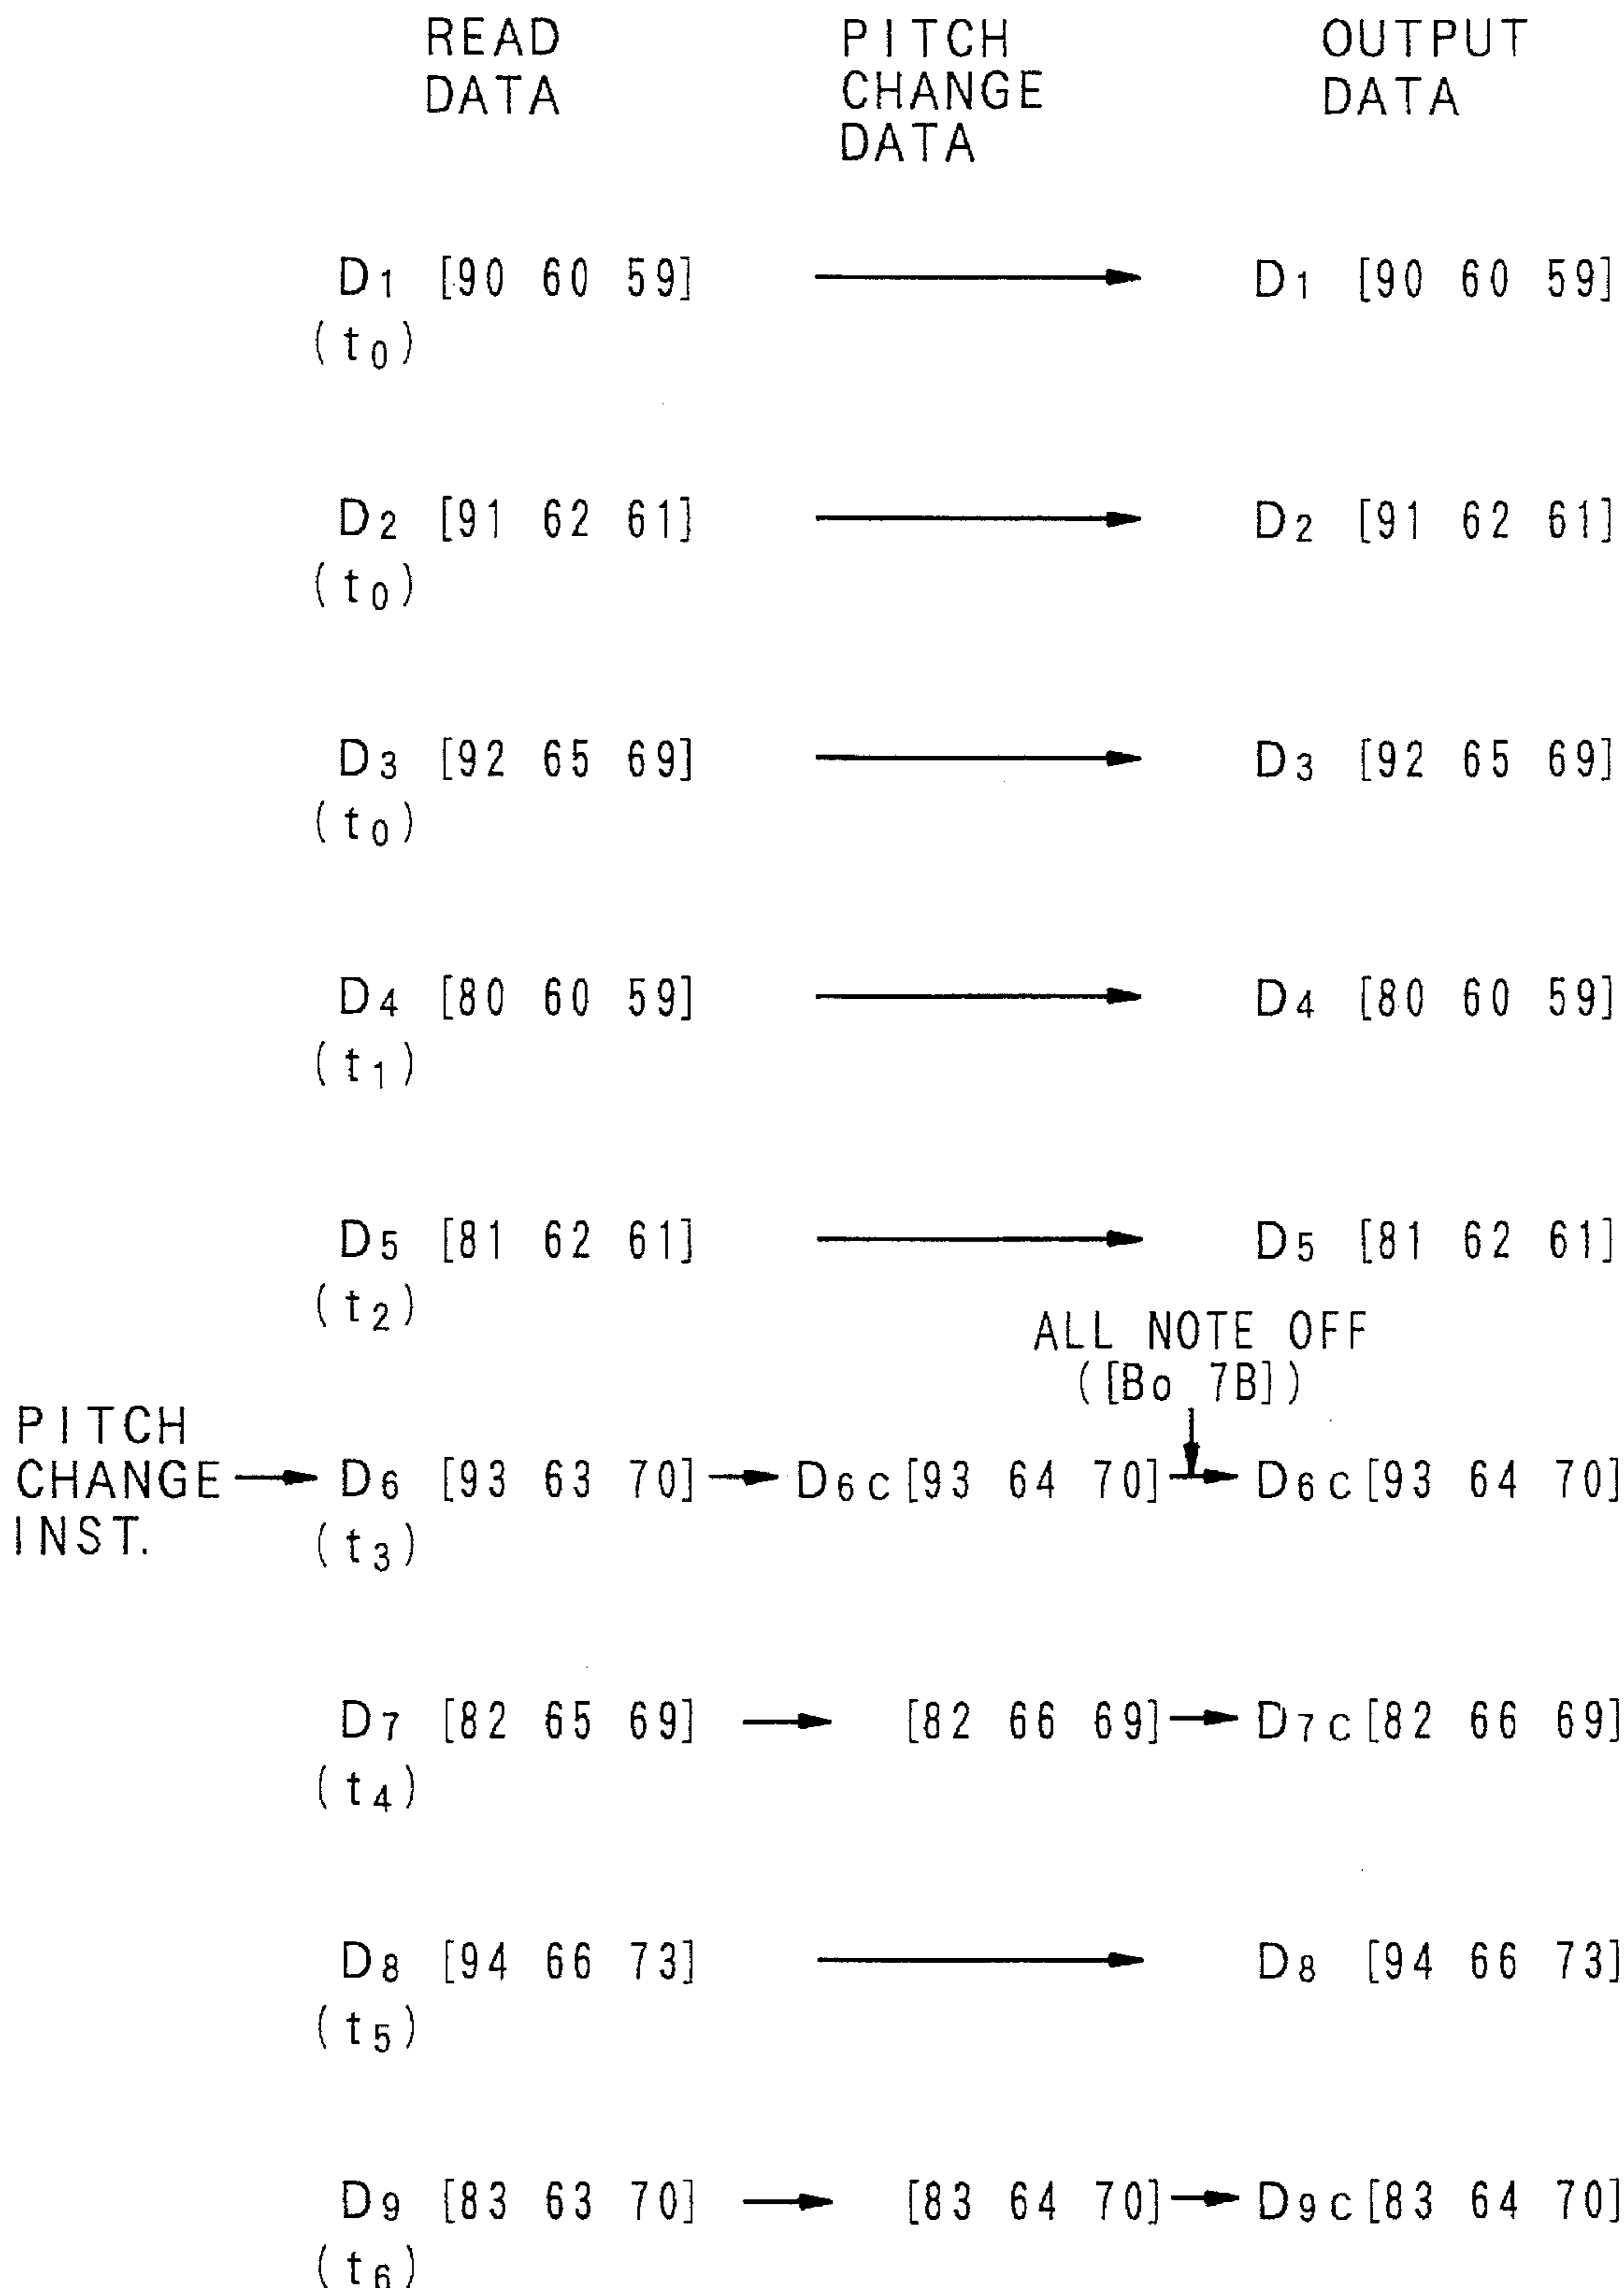 READ DATA
PITCH CHANGE DATA
OUTPUT DATA
D1 [90 60 59] D1 [90 60 59]
(t0)
D2 [91 62 61] D2 [91 62 61]
(t0)
D3 [92 65 69] D3 [92 65 69]
(t0)
D4 [80 60 59] D4 [80 60 59]
(t1)
D5 [81 62 61] D5 [81 62 61]
(t2)
ALL NOTE OFF
([Bo 7B])
PITCH
CHANGE
INST.
D6 [93 63 70] D6C [93 64 70] D6C [93 64 70]
(t3)
D7 [82 65 69] [82 66 69] D7C [82 66 69]
(t4)
D8 [94 66 73] D8 [94 66 73]
(t5)
D9 [83 63 70] [83 64 70] D9C [83 64 70]
(t6)